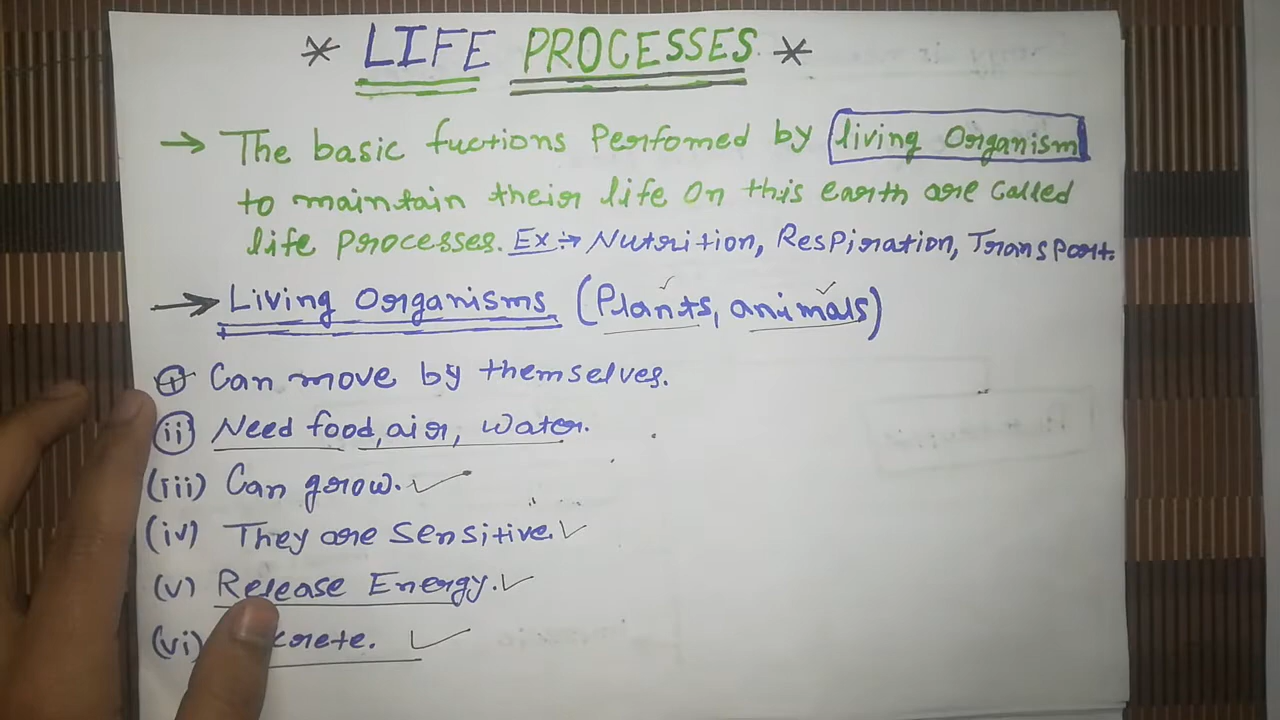 * LIFE PROCESSES *
→ The basic fuctions Perfomed by living Organism
to maintain their life On this earth are Called
life Processes. Ex:→ Nutrition, Respiration, Transport.
→ Living Organisms (Plants, animals)
Can move by themselves.
(ii) Need food, air, water.
(iii) Can grow.
(iv) They are Sensitive.
(v) Release Energy.
(vi) crete.